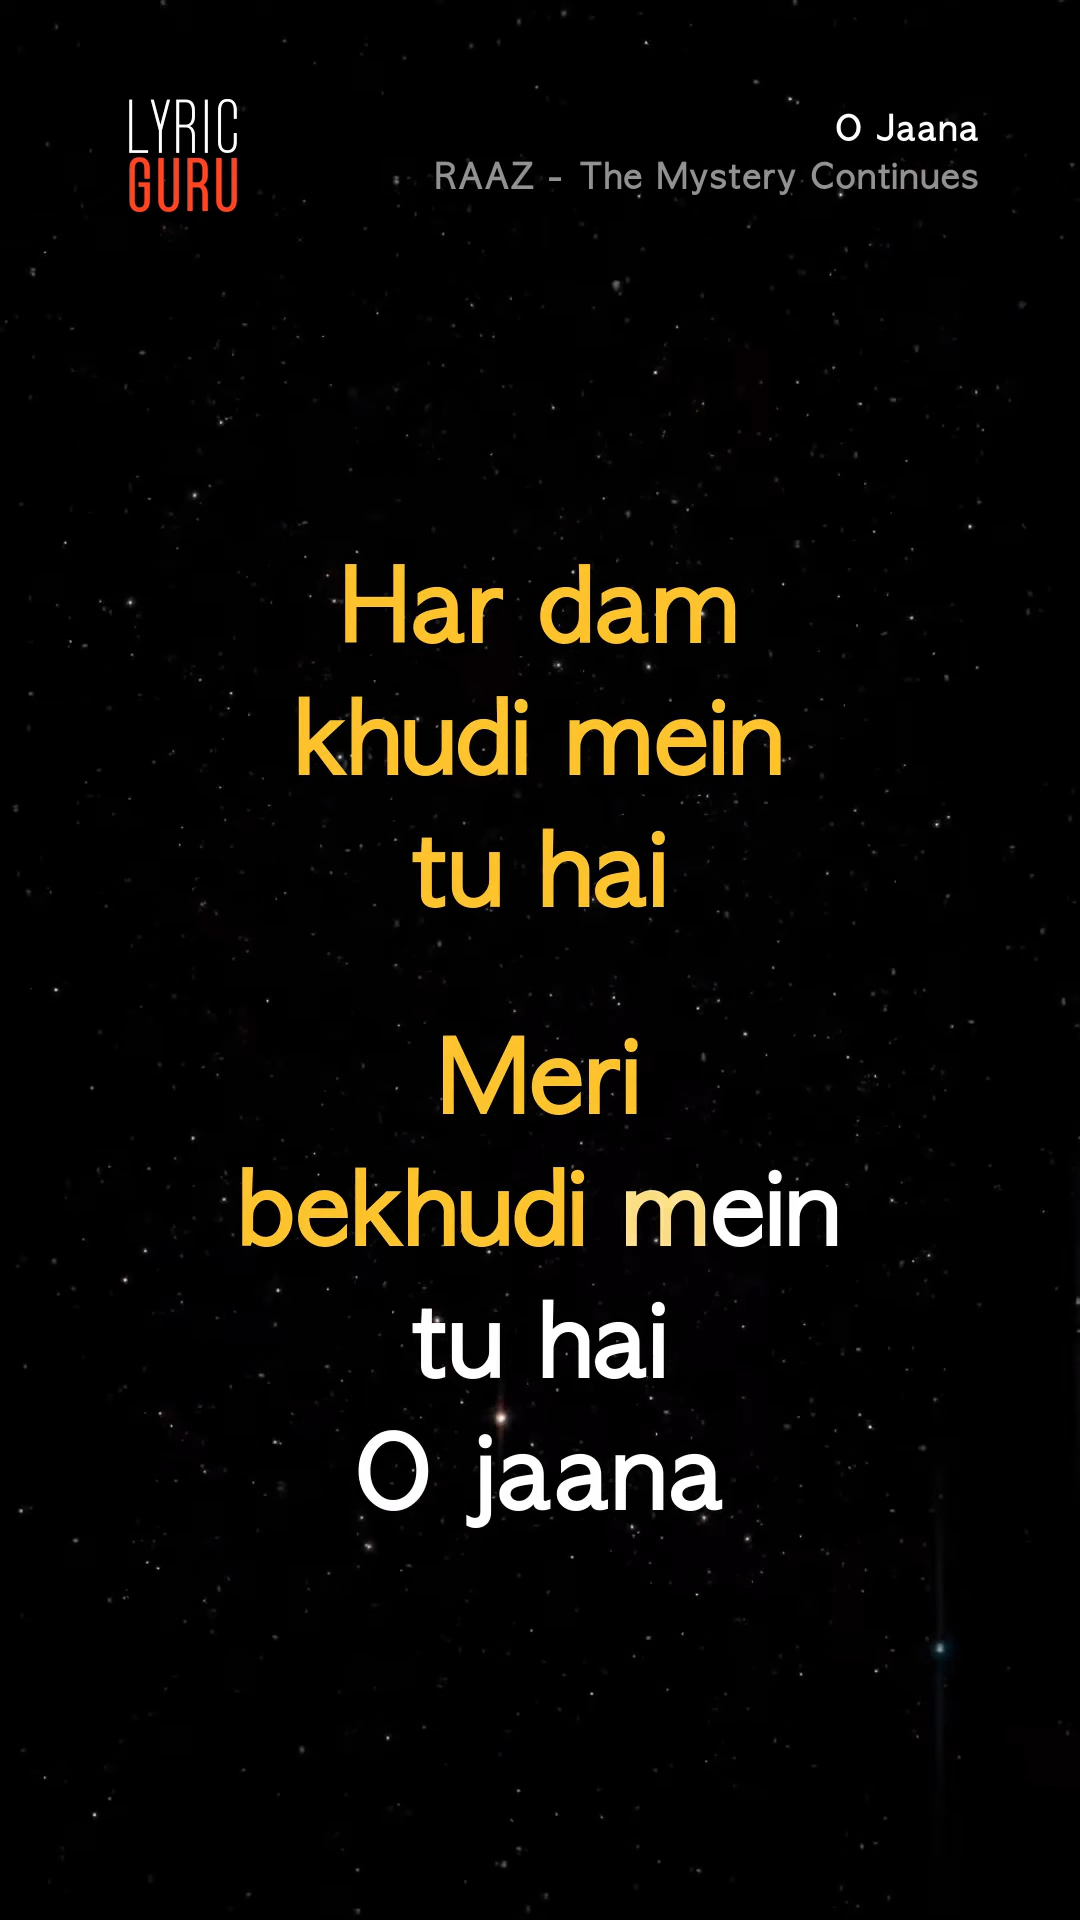 LYRIC
GURU
O Jaana
RAAZ - The Mystery Continues
Har dam
khudi mein
tu hai
Meri
bekhudi mein
tu hai
O jaana